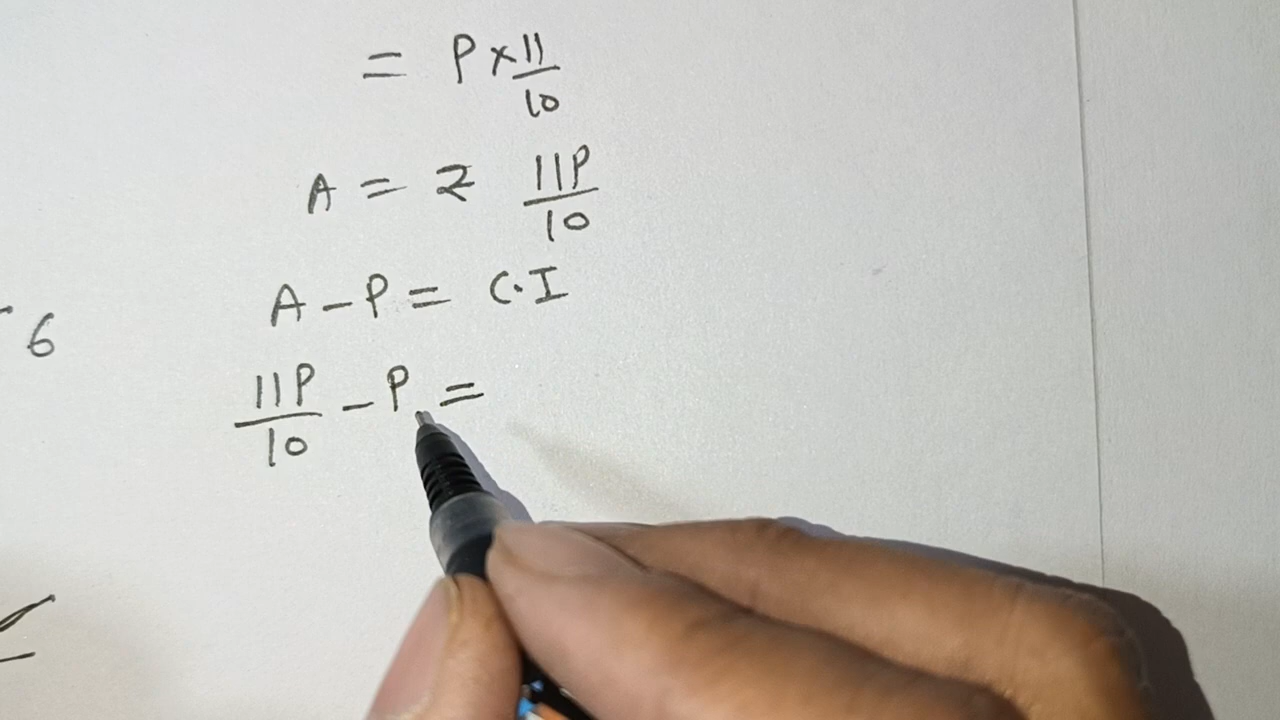 = P × 11/10
A = ₹ 11P/10
A - P = C.I
6
11P/10 - P =